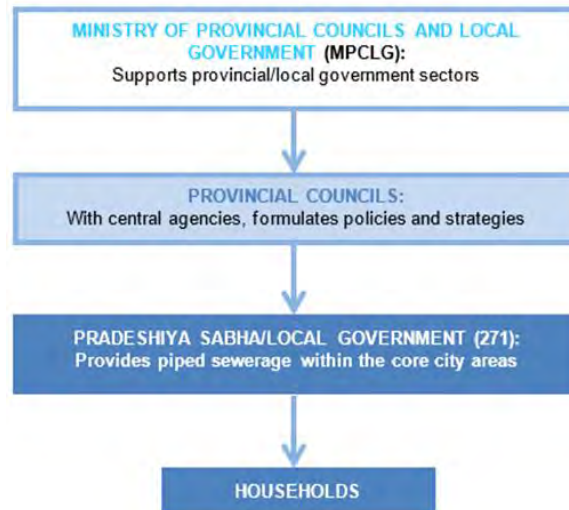 MINISTRY OF PROVINCIAL COUNCILS AND LOCAL
GOVERNMENT (MPCLG):
Supports provincial/local government sectors
PROVINCIAL COUNCILS:
With central agencies, formulates policies and strategies
PRADESHIYA SABHA/LOCAL GOVERNMENT (271):
Provides piped sewerage within the core city areas
HOUSEHOLDS